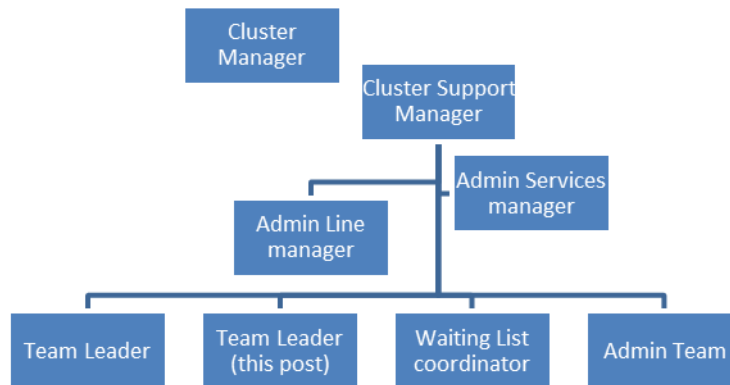 Cluster
Manager
Cluster Support
Manager
Admin Services
manager
Admin Line
manager
Team Leader
Team Leader
(this post)
Waiting List
coordinator
Admin Team